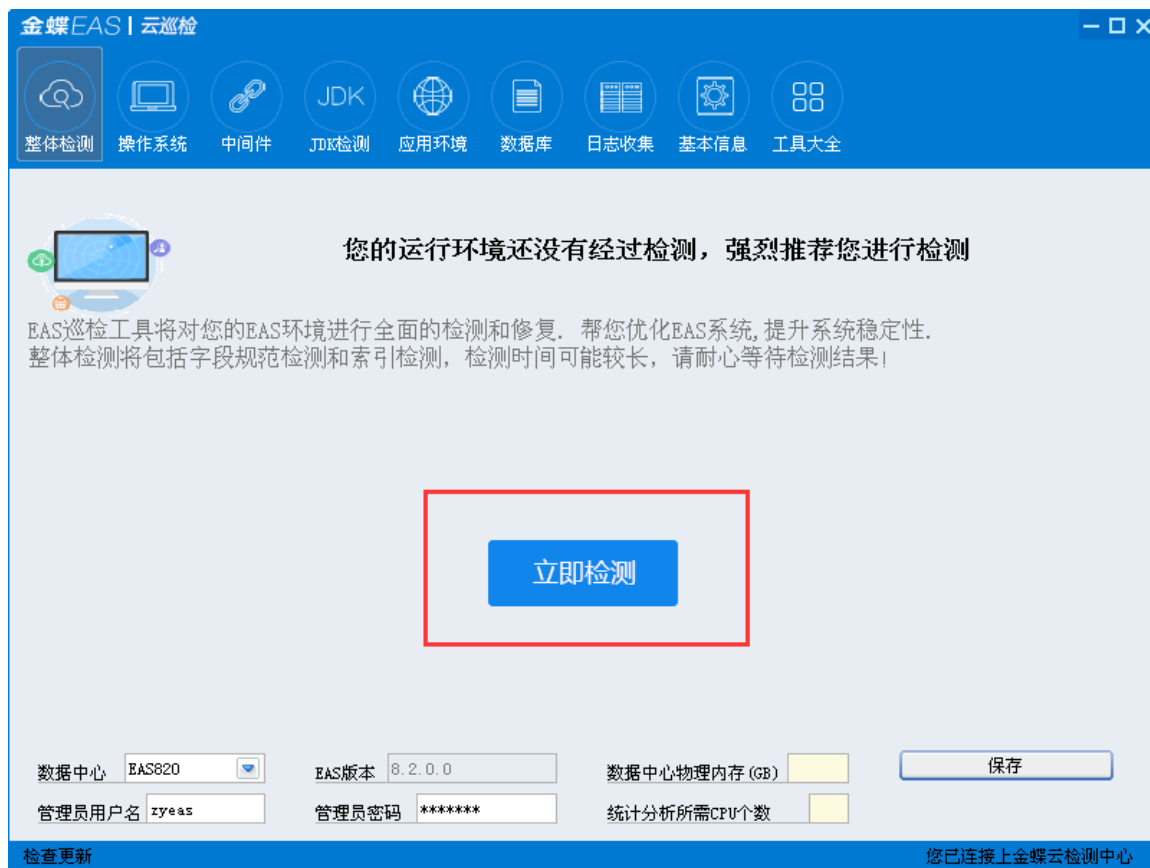 金蝶EAS | 云巡检
JDK
整体检测 操作系统 中间件 JDK检测 应用环境 数据库 日志收集 基本信息 工具大全
您的运行环境还没有经过检测，强烈推荐您进行检测
EAS巡检工具将对您的EAS环境进行全面的检测和修复. 帮您优化EAS系统,提升系统稳定性.
整体检测将包括字段规范检测和索引检测，检测时间可能较长，请耐心等待检测结果!
立即检测
数据中心 EAS820 EAS版本 8.2.0.0 数据中心物理内存(GB) 保存
管理员用户名 zyeas 管理员密码 ******* 统计分析所需CPU个数
检查更新 您已连接上金蝶云检测中心